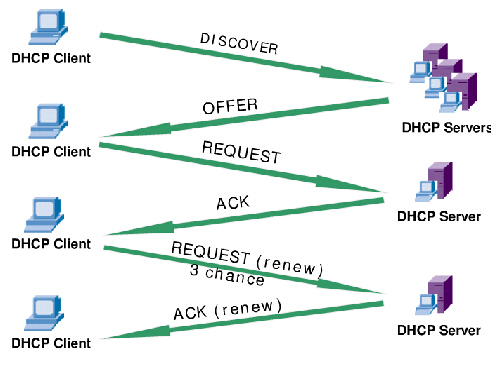 DISCOVER
DHCP Client
OFFER
DHCP Servers
DHCP Client
REQUEST
ACK
DHCP Server
DHCP Client
REQUEST (renew)
3 chance
ACK (renew)
DHCP Server
DHCP Client